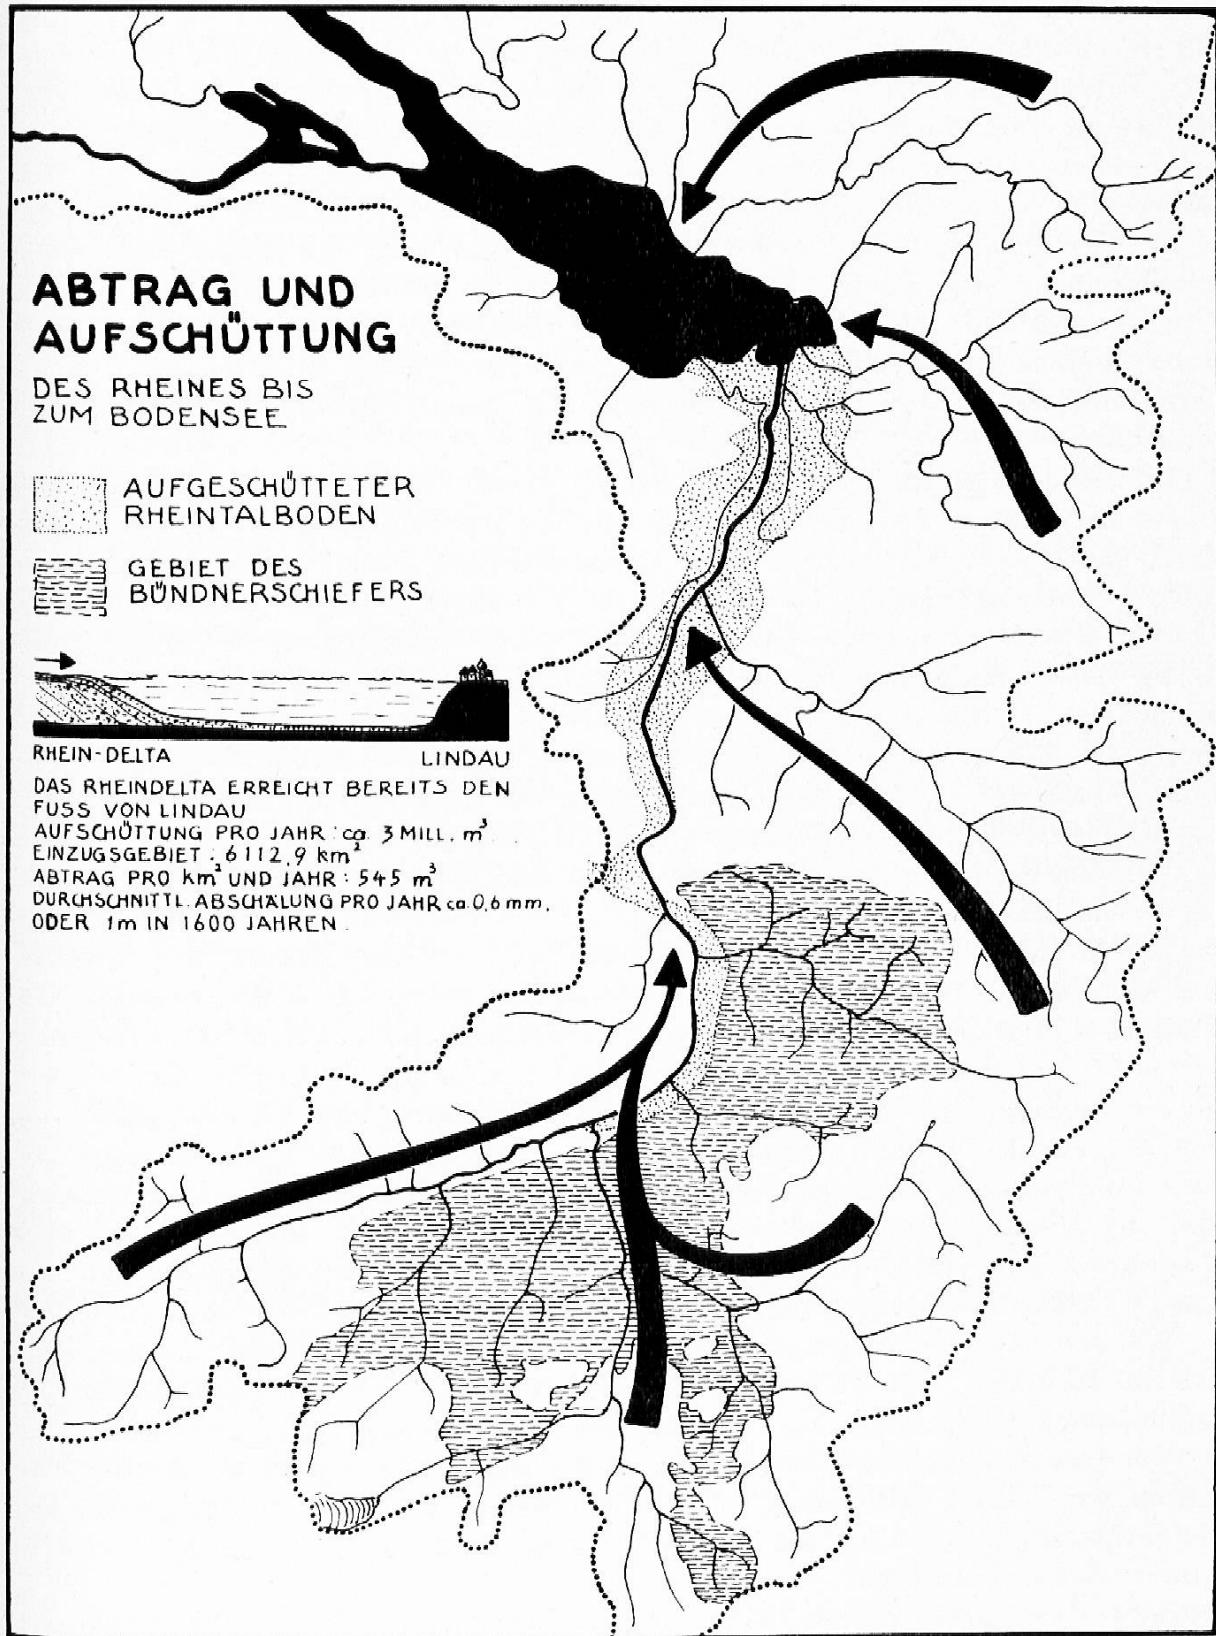 ABTRAG UND
AUFSCHÜTTUNG
DES RHEINES BIS
ZUM BODENSEE
AUFGESCHÜTTETER
RHEINTALBODEN
GEBIET DES
BÜNDNERSCHIEFERS
RHEIN-DELTA LINDAU
DAS RHEINDELTA ERREICHT BEREITS DEN
FUSS VON LINDAU
AUFSCHÜTTUNG PRO JAHR : ca. 3 MILL. m³
EINZUGSGEBIET : 6112,9 km²
ABTRAG PRO km² UND JAHR : 545 m³
DURCHSCHNITTL. ABSCHÄLUNG PRO JAHR ca. 0,6 mm,
ODER 1m IN 1600 JAHREN.